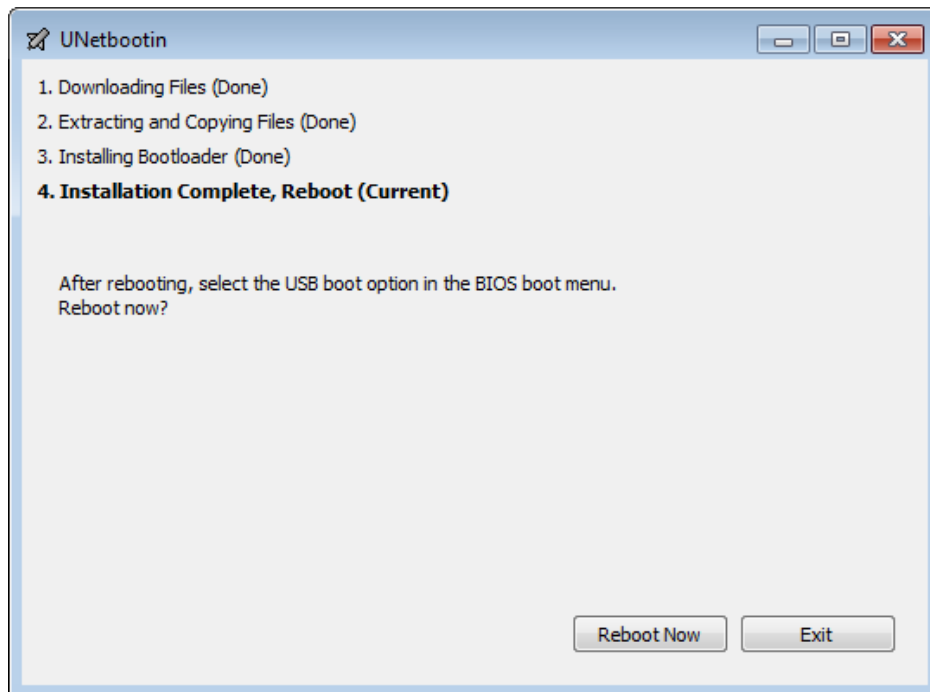 UNetbootin
1. Downloading Files (Done)
2. Extracting and Copying Files (Done)
3. Installing Bootloader (Done)
4. Installation Complete, Reboot (Current)
After rebooting, select the USB boot option in the BIOS boot menu.
Reboot now?
Reboot Now
Exit